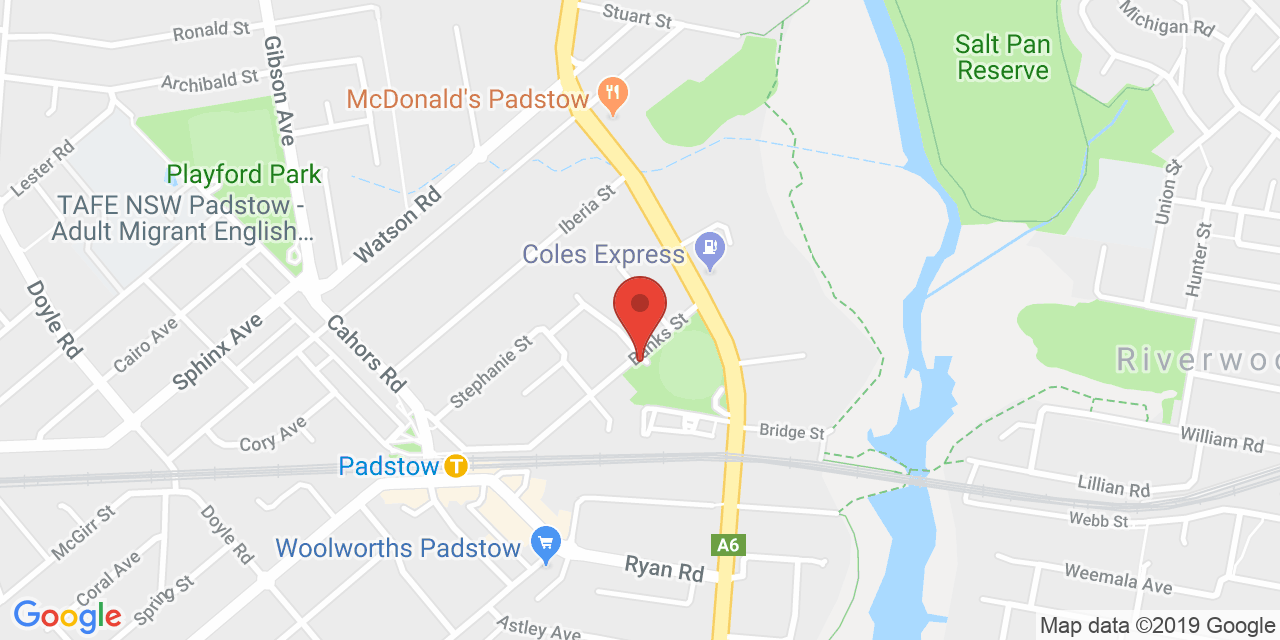 Stuart St
Michigan Rd
Ronald St
Gibson Ave
Salt Pan
Reserve
Archibald St
McDonald's Padstow
Lester Rd
Playford Park
TAFE NSW Padstow -
Adult Migrant English...
Watson Rd
Iberia St
Union St
Hunter St
Coles Express
Doyle Rd
Cairo Ave
Sphinx Ave
Cahors Rd
Stephanie St
Banks St
Riverwoo
Cory Ave
Bridge St
William Rd
Padstow
T
Lillian Rd
McGirr St
Doyle Rd
Webb St
A6
Woolworths Padstow
Ryan Rd
Weemala Ave
Coral Ave
Spring St
Astley Ave
Google
Map data ©2019 Google